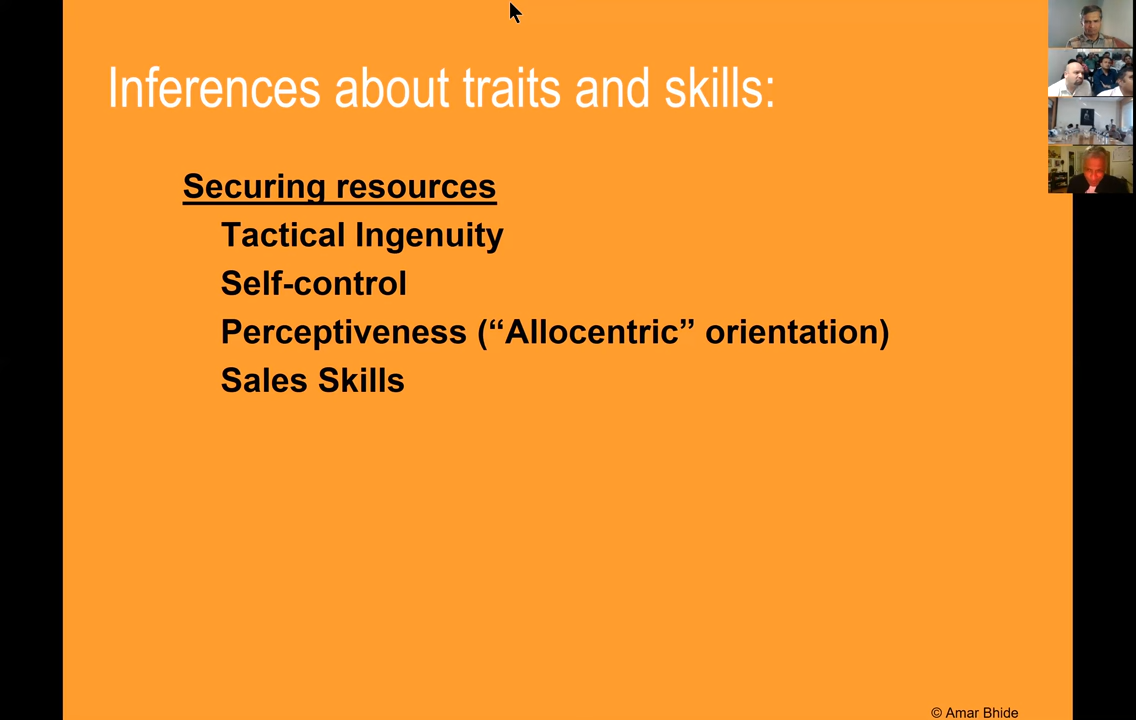 Inferences about traits and skills:
Securing resources
Tactical Ingenuity
Self-control
Perceptiveness (“Allocentric” orientation)
Sales Skills
© Amar Bhide